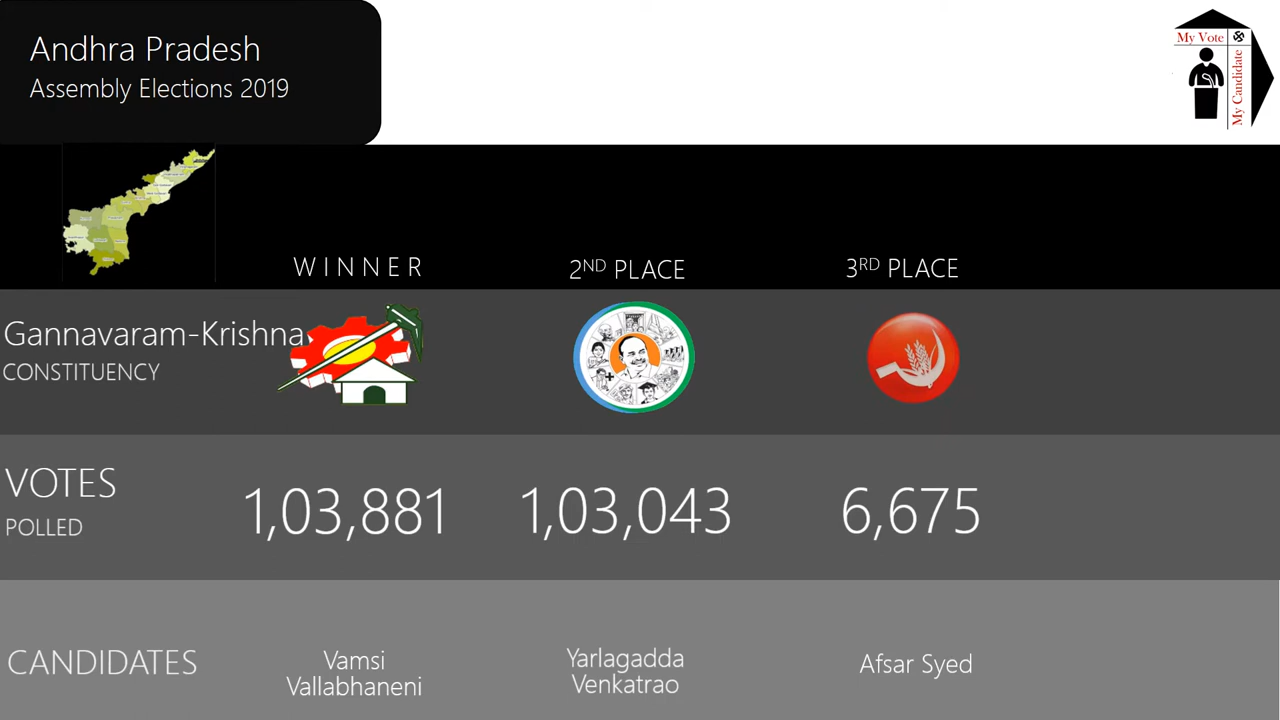 Andhra Pradesh
Assembly Elections 2019
My Vote
My Candidate
WINNER
2ND PLACE
3RD PLACE
Gannavaram-Krishna
CONSTITUENCY
VOTES
POLLED
1,03,881
1,03,043
6,675
CANDIDATES
Vamsi
Vallabhaneni
Yarlagadda
Venkatrao
Afsar Syed